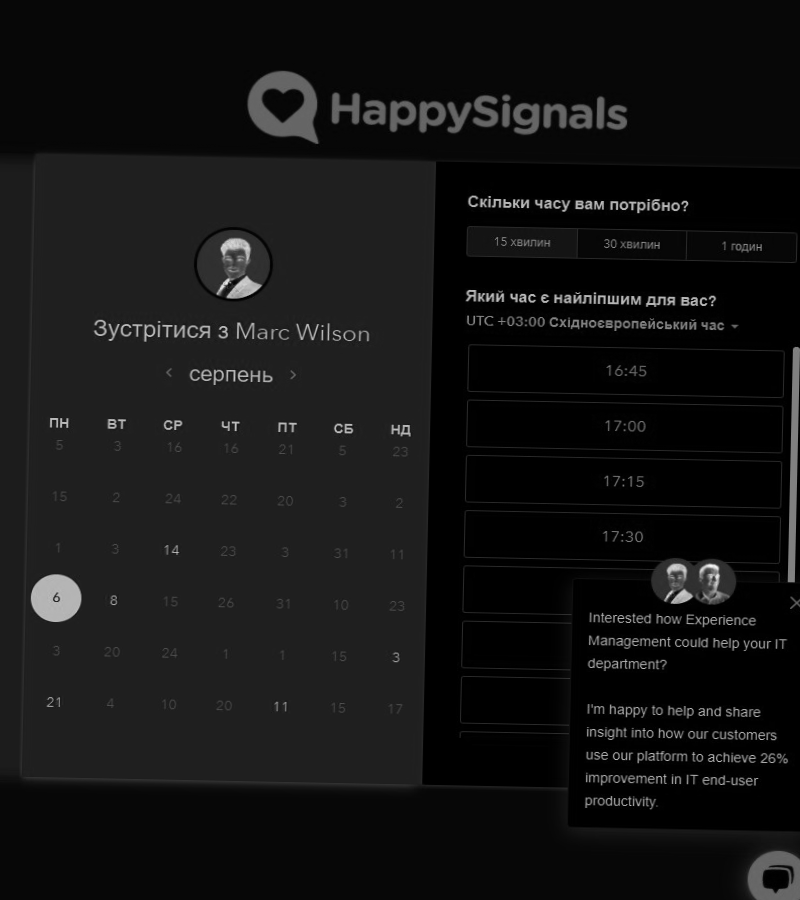 HappySignals
Зустрітися з Marc Wilson
серпень
ПН ВТ СР ЧТ ПТ СБ НД
5 3 16 16 21 5 23
15 2 24 22 20 3 2
1 3 14 23 3 31 11
6 8 15 26 31 10 23
3 20 24 1 1 15 3
21 4 10 20 11 15 17
Скільки часу вам потрібно?
15 хвилин 30 хвилин 1 годин
Який час є найліпшим для вас?
UTC +03:00 Східноєвропейський час
16:45
17:00
17:15
17:30
Interested how Experience
Management could help your IT
department?
I'm happy to help and share
insight into how our customers
use our platform to achieve 26%
improvement in IT end-user
productivity.